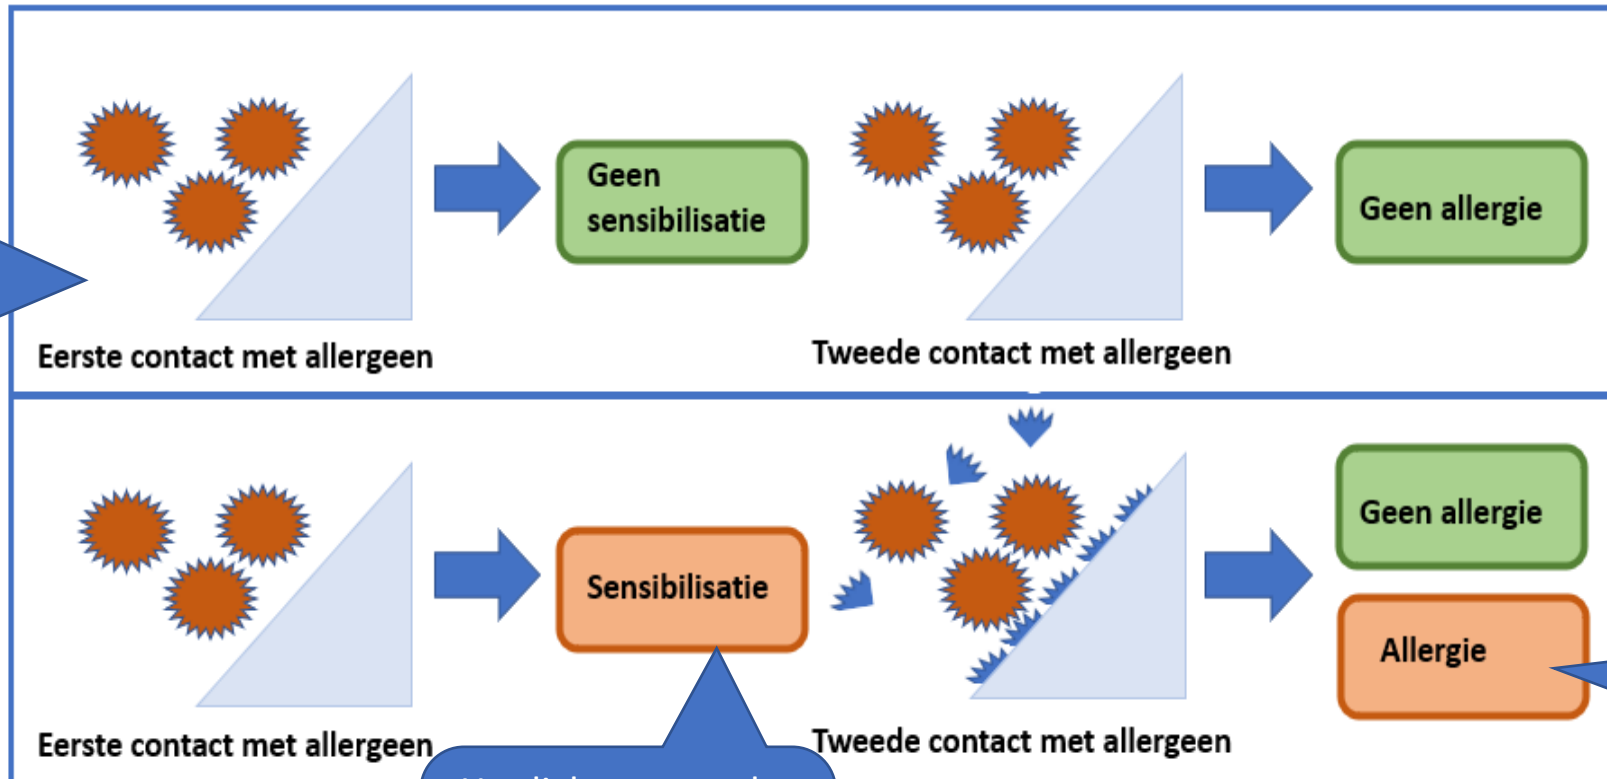 Geen
sensibilisatie
Geen allergie
Eerste contact met allergeen
Tweede contact met allergeen
Geen allergie
Sensibilisatie
Allergie
Eerste contact met allergeen
Tweede contact met allergeen